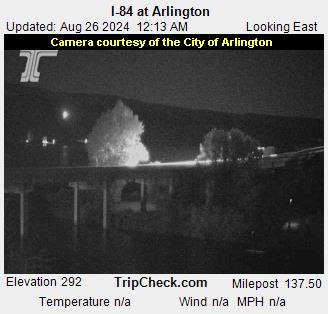 I-84 at Arlington
Updated: Aug 26 2024 12:13 AM Looking East
Camera courtesy of the City of Arlington
Elevation 292 TripCheck.com Milepost 137.50
Temperature n/a Wind n/a MPH n/a